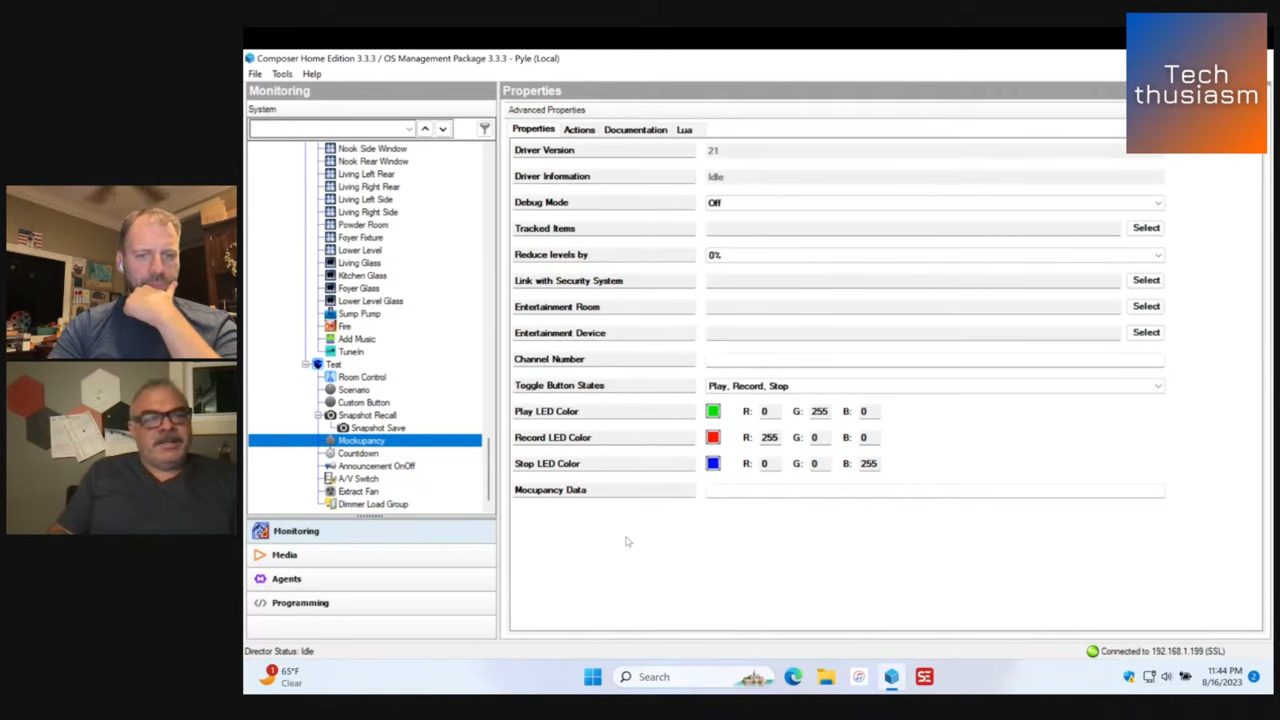 Tech
thusiasm
Composer Home Edition 3.3.3 / OS Management Package 3.3.3 - Pyle (Local)
File Tools Help
Monitoring
System
Nook Side Window
Nook Rear Window
Living Left Rear
Living Right Rear
Living Left Side
Living Right Side
Powder Room
Foyer Fixture
Lower Level
Living Glass
Kitchen Glass
Foyer Glass
Lower Level Glass
Sump Pump
Fire
Add Music
TuneIn
Test
Room Control
Scenario
Custom Button
Snapshot Recall
Snapshot Save
Mockupancy
Countdown
Announcement OnOff
A/V Switch
Extract Fan
Dimmer Load Group
Monitoring
Media
Agents
Programming
Properties
Advanced Properties
Properties Actions Documentation Lua
Driver Version 21
Driver Information Idle
Debug Mode Off
Tracked Items Select
Reduce levels by 0%
Link with Security System Select
Entertainment Room Select
Entertainment Device Select
Channel Number
Toggle Button States Play, Record, Stop
Play LED Color R: 0 G: 255 B: 0
Record LED Color R: 255 G: 0 B: 0
Stop LED Color R: 0 G: 0 B: 255
Mocupancy Data
Director Status: Idle
Connected to 192.168.1.199 (SSL)
1
65°F
Clear
Search
SE
11:44 PM
8/16/2023
2